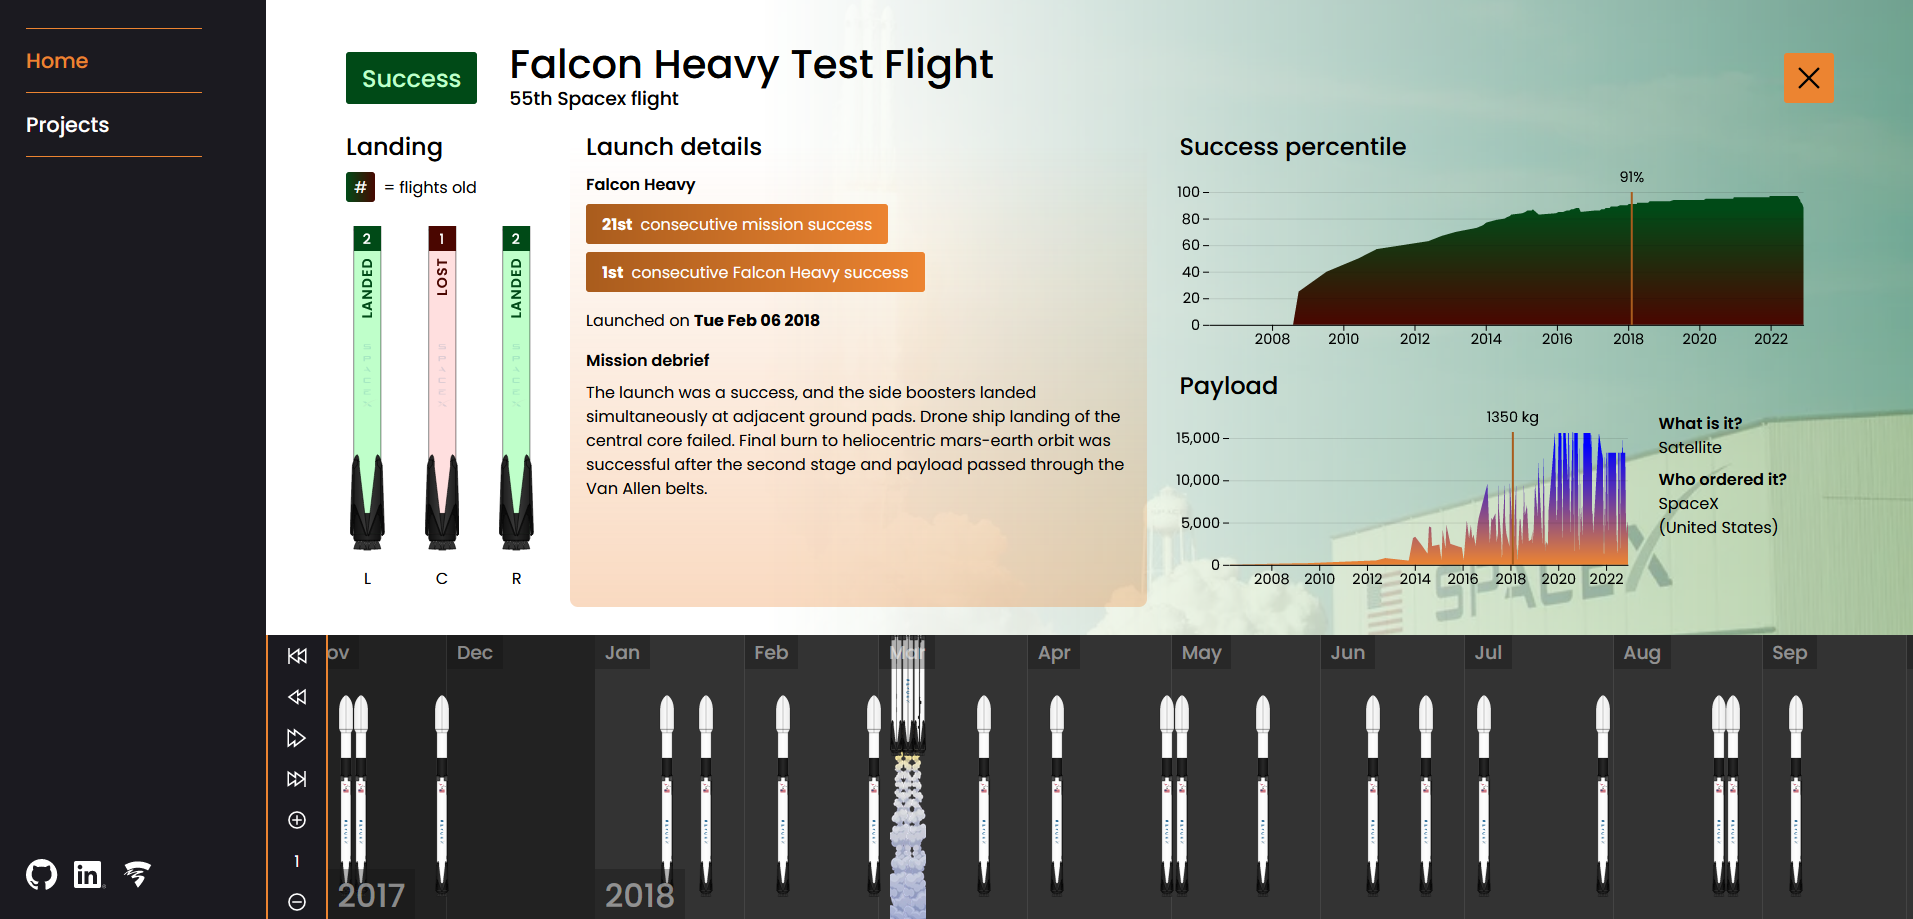 Home
Projects
Success
Falcon Heavy Test Flight
55th Spacex flight
Landing
# = flights old
2 1 2
LANDED LOST LANDED
SPACEX SPACEX SPACEX
L C R
Launch details
Falcon Heavy
21st consecutive mission success
1st consecutive Falcon Heavy success
Launched on Tue Feb 06 2018
Mission debrief
The launch was a success, and the side boosters landed
simultaneously at adjacent ground pads. Drone ship landing of the
central core failed. Final burn to heliocentric mars-earth orbit was
successful after the second stage and payload passed through the
Van Allen belts.
Success percentile
91%
100
80
60
40
20
0
2008 2010 2012 2014 2016 2018 2020 2022
Payload
1350 kg
15,000
10,000
5,000
0
2008 2010 2012 2014 2016 2018 2020 2022
What is it?
Satellite
Who ordered it?
SpaceX
(United States)
SPACEX
ov Dec Jan Feb Mar Apr May Jun Jul Aug Sep
1
2017 2018
in